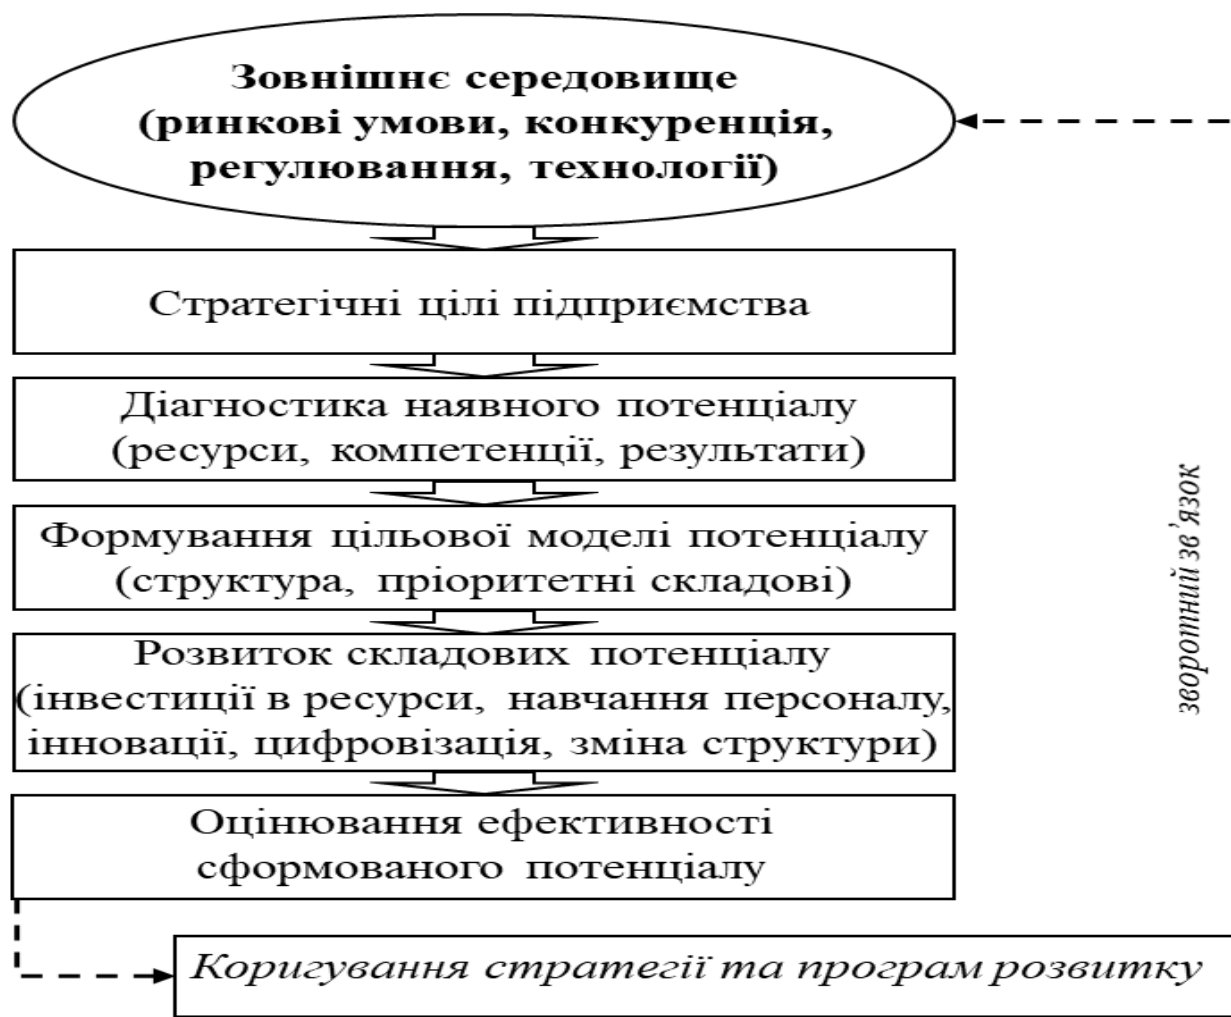 Зовнішнє середовище
(ринкові умови, конкуренція,
регулювання, технології)
Стратегічні цілі підприємства
Діагностика наявного потенціалу
(ресурси, компетенції, результати)
Формування цільової моделі потенціалу
(структура, пріоритетні складові)
Розвиток складових потенціалу
(інвестиції в ресурси, навчання персоналу,
інновації, цифровізація, зміна структури)
Оцінювання ефективності
сформованого потенціалу
Коригування стратегії та програм розвитку
зворотний зв’язок